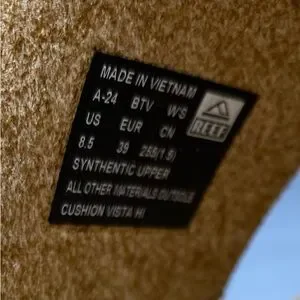 MADE IN VIETNAM
A-24 BTV W'S
US EUR CN
REEF
8.5 39 255(1.5)
SYNTHENTIC UPPER
ALL OTHER MATERIALS OUTSOLE
CUSHION VISTA HI